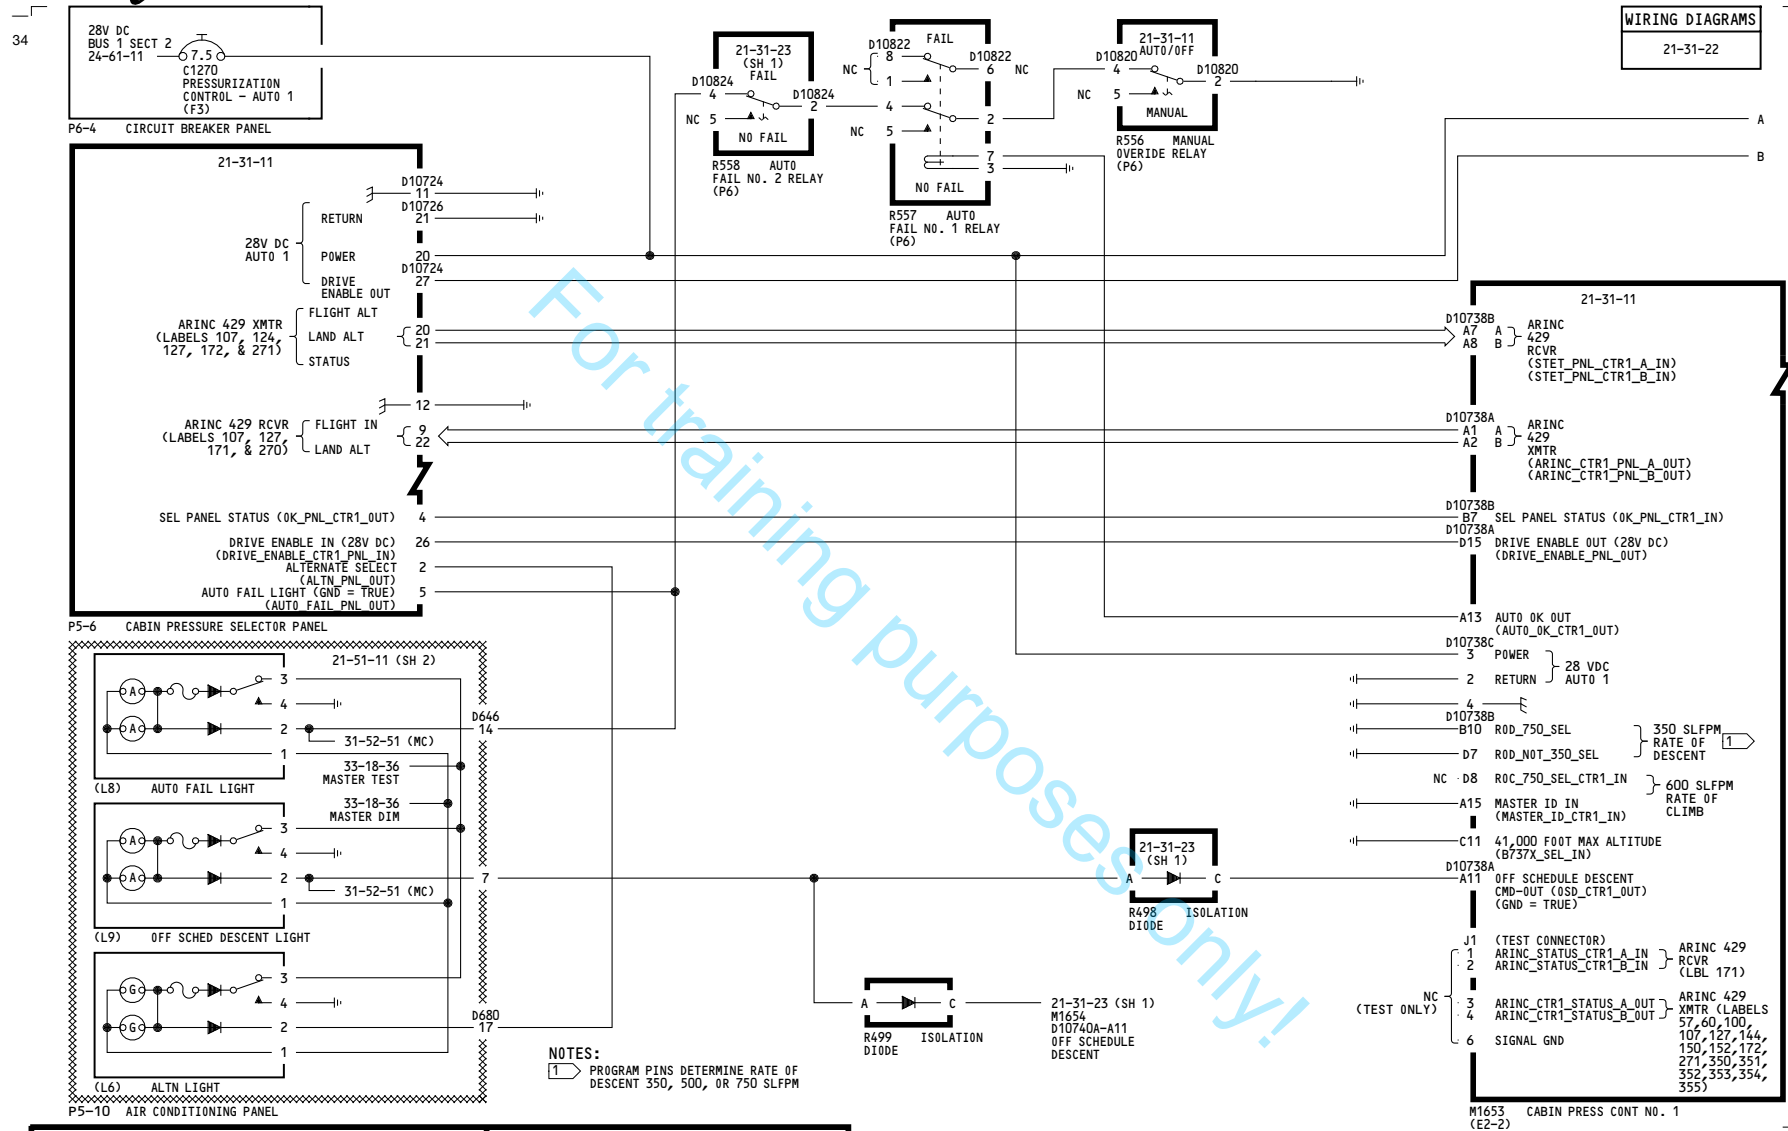 34
WIRING DIAGRAMS
21-31-22
28V DC
BUS 1 SECT 2
24-61-11
7.5
C1270
PRESSURIZATION
CONTROL - AUTO 1
(F3)
P6-4 CIRCUIT BREAKER PANEL
21-31-23
(SH 1)
FAIL
D10824
4
D10824
2
NC 5
NO FAIL
R558 AUTO
FAIL NO. 2 RELAY
(P6)
FAIL
D10822
8
D10822
6 NC
NC
1
4
2
NC 5
7
3
NO FAIL
R557 AUTO
FAIL NO. 1 RELAY
(P6)
21-31-11
AUTO/OFF
D10820
4
D10820
2
NC 5
MANUAL
R556 MANUAL
OVERIDE RELAY
(P6)
A
B
21-31-11
D10724
11
D10726
RETURN 21
28V DC
AUTO 1
POWER 20
D10724
DRIVE
ENABLE OUT
27
FLIGHT ALT
ARINC 429 XMTR
(LABELS 107, 124,
127, 172, & 271)
LAND ALT
20
21
STATUS
12
ARINC 429 RCVR
(LABELS 107, 127,
171, & 270)
FLIGHT IN
LAND ALT
9
22
SEL PANEL STATUS (OK_PNL_CTR1_OUT) 4
DRIVE ENABLE IN (28V DC) 26
(DRIVE_ENABLE_CTR1_PNL_IN)
ALTERNATE SELECT 2
(ALTN_PNL_OUT)
AUTO FAIL LIGHT (GND = TRUE) 5
(AUTO_FAIL_PNL_OUT)
P5-6 CABIN PRESSURE SELECTOR PANEL
21-31-11
D10738B
A7 A
A8 B
ARINC
429
RCVR
(STET_PNL_CTR1_A_IN)
(STET_PNL_CTR1_B_IN)
D10738A
A1 A
A2 B
ARINC
429
XMTR
(ARINC_CTR1_PNL_A_OUT)
(ARINC_CTR1_PNL_B_OUT)
D10738B
B7 SEL PANEL STATUS (OK_PNL_CTR1_IN)
D10738A
D15 DRIVE ENABLE OUT (28V DC)
(DRIVE_ENABLE_PNL_OUT)
A13 AUTO OK OUT
(AUTO_OK_CTR1_OUT)
D10738C
3 POWER
2 RETURN
28 VDC
AUTO 1
4
D10738B
B10 ROD_750_SEL
D7 ROD_NOT_350_SEL
350 SLFPM
RATE OF
DESCENT
1
NC D8 ROC_750_SEL_CTR1_IN
600 SLFPM
RATE OF
CLIMB
A15 MASTER ID IN
(MASTER_ID_CTR1_IN)
C11 41,000 FOOT MAX ALTITUDE
(B737X_SEL_IN)
D10738A
A11 OFF SCHEDULE DESCENT
CMD-OUT (OSD_CTR1_OUT)
(GND = TRUE)
J1 (TEST CONNECTOR)
1 ARINC_STATUS_CTR1_A_IN
2 ARINC_STATUS_CTR1_B_IN
ARINC 429
RCVR
(LBL 171)
NC
(TEST ONLY)
3 ARINC_CTR1_STATUS_A_OUT
4 ARINC_CTR1_STATUS_B_OUT
ARINC 429
XMTR (LABELS
57,60,100,
107,127,144,
150,152,172,
271,350,351,
352,353,354,
355)
6 SIGNAL GND
M1653 CABIN PRESS CONT NO. 1
(E2-2)
21-51-11 (SH 2)
A
A
3
4
2
1
31-52-51 (MC)
(L8) AUTO FAIL LIGHT
D646
14
33-18-36
MASTER TEST
33-18-36
MASTER DIM
A
A
3
4
2
1
31-52-51 (MC)
7
(L9) OFF SCHED DESCENT LIGHT
G
G
3
4
2
1
D680
17
(L6) ALTN LIGHT
P5-10 AIR CONDITIONING PANEL
NOTES:
1 PROGRAM PINS DETERMINE RATE OF
DESCENT 350, 500, OR 750 SLFPM
21-31-23
(SH 1)
A C
R498 ISOLATION
DIODE
A C
R499 ISOLATION
DIODE
21-31-23 (SH 1)
M1654
D10740A-A11
OFF SCHEDULE
DESCENT
For training purposes only!